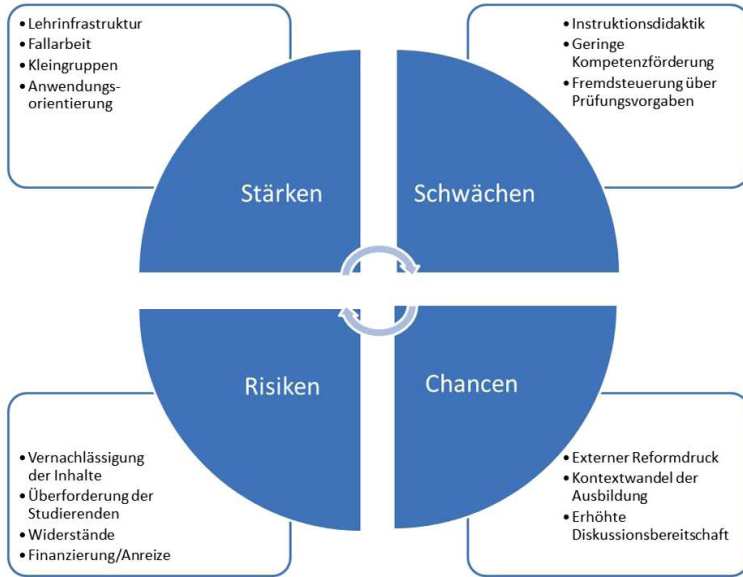 • Lehrinfrastruktur
• Fallarbeit
• Kleingruppen
• Anwendungs-
orientierung
• Instruktionsdidaktik
• Geringe
Kompetenzförderung
• Fremdsteuerung über
Prüfungsvorgaben
Stärken
Schwächen
Risiken
Chancen
• Vernachlässigung
der Inhalte
• Überforderung der
Studierenden
• Widerstände
• Finanzierung/Anreize
• Externer Reformdruck
• Kontextwandel der
Ausbildung
• Erhöhte
Diskussionsbereitschaft